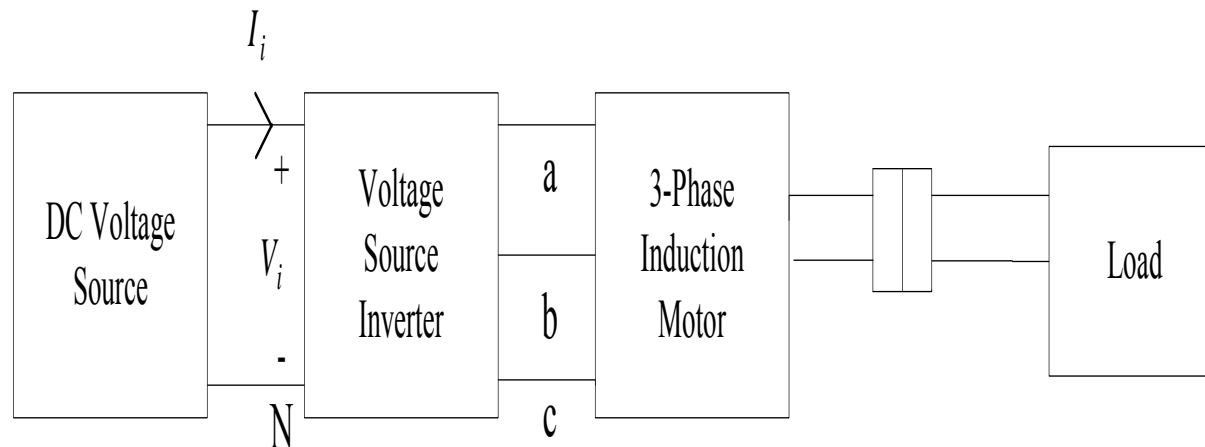 I_i
DC Voltage
Source
+
V_i
-
N
Voltage
Source
Inverter
a
b
c
3-Phase
Induction
Motor
Load